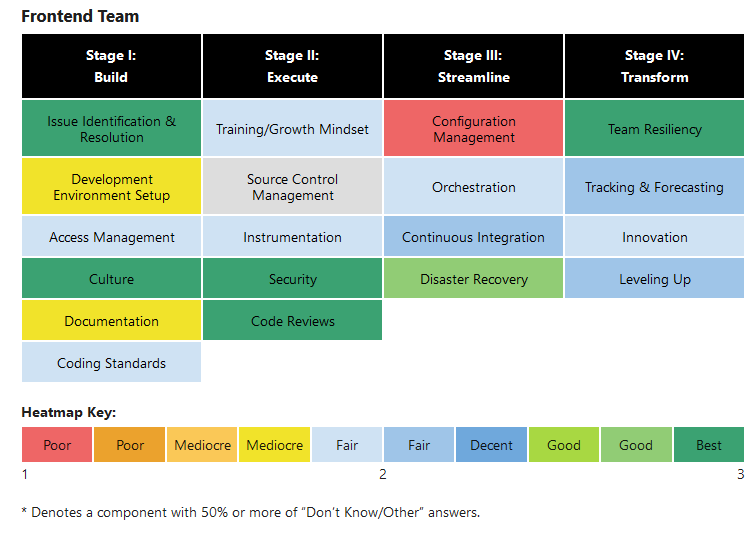 Frontend Team
Stage I:
Build
Stage II:
Execute
Stage III:
Streamline
Stage IV:
Transform
Issue Identification &
Resolution
Training/Growth Mindset
Configuration
Management
Team Resiliency
Development
Environment Setup
Source Control
Management
Orchestration
Tracking & Forecasting
Access Management
Instrumentation
Continuous Integration
Innovation
Culture
Security
Disaster Recovery
Leveling Up
Documentation
Code Reviews
Coding Standards
Heatmap Key:
Poor
Poor
Mediocre
Mediocre
Fair
Fair
Decent
Good
Good
Best
1
2
3
* Denotes a component with 50% or more of “Don’t Know/Other” answers.